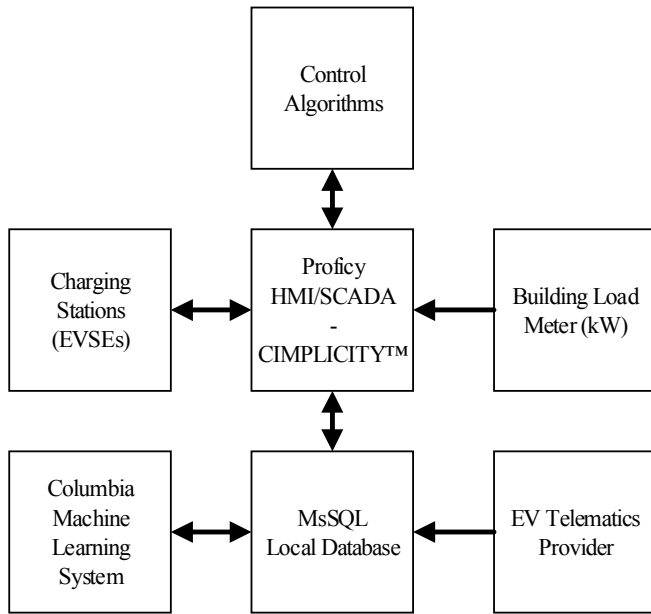 Control
Algorithms
Charging
Stations
(EVSEs)
Proficy
HMI/SCADA
-
CIMPLICITY™
Building Load
Meter (kW)
Columbia
Machine
Learning
System
MsSQL
Local Database
EV Telematics
Provider